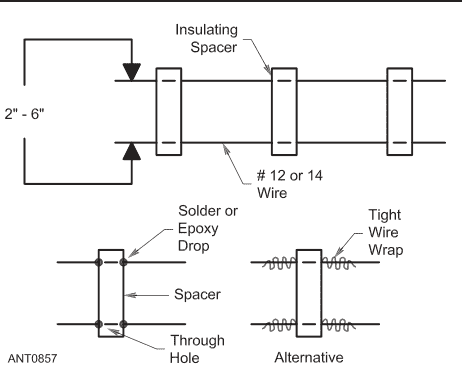 Insulating
Spacer
2" - 6"
# 12 or 14
Wire
Solder or
Epoxy
Drop
Tight
Wire
Wrap
Spacer
Through
Hole
ANT0857
Alternative